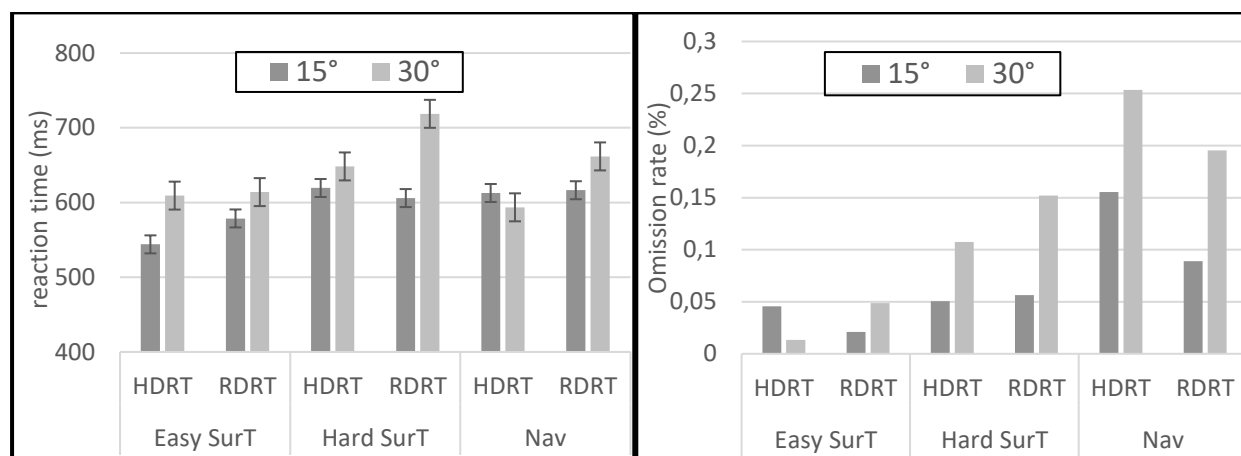 800
700
600
500
400
reaction time (ms)
15° 30°
HDRT RDRT HDRT RDRT HDRT RDRT
Easy SurT Hard SurT Nav
0,3
0,25
0,2
0,15
0,1
0,05
0
Omission rate (%)
15° 30°
HDRT RDRT HDRT RDRT HDRT RDRT
Easy SurT Hard SurT Nav